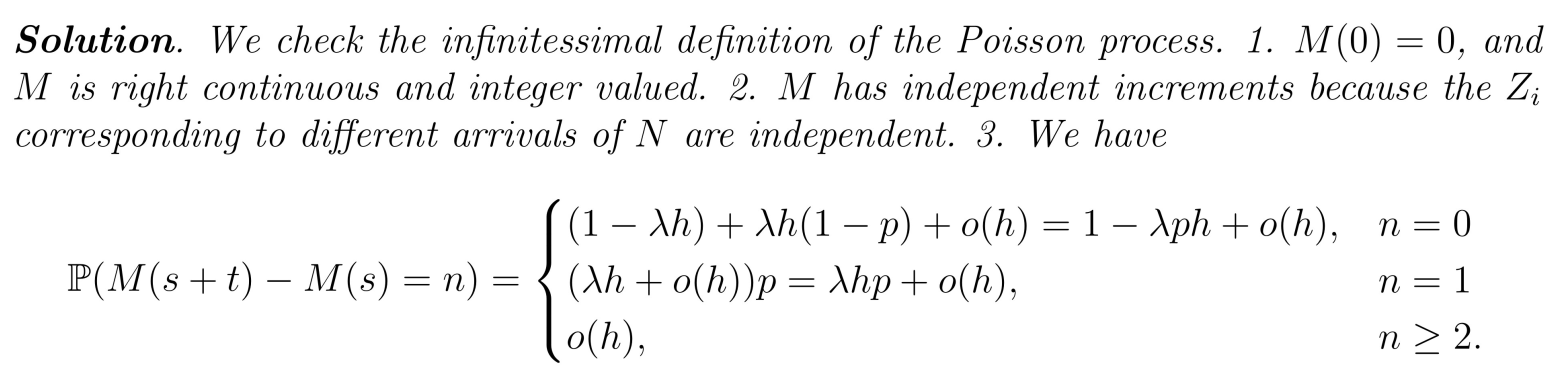 Solution. We check the infinitessimal definition of the Poisson process. 1. M(0) = 0, and
M is right continuous and integer valued. 2. M has independent increments because the Z_i
corresponding to different arrivals of N are independent. 3. We have
ℙ(M(s + t) − M(s) = n) = { (1 − λh) + λh(1 − p) + o(h) = 1 − λph + o(h), n = 0
(λh + o(h))p = λhp + o(h), n = 1
o(h), n ≥ 2.